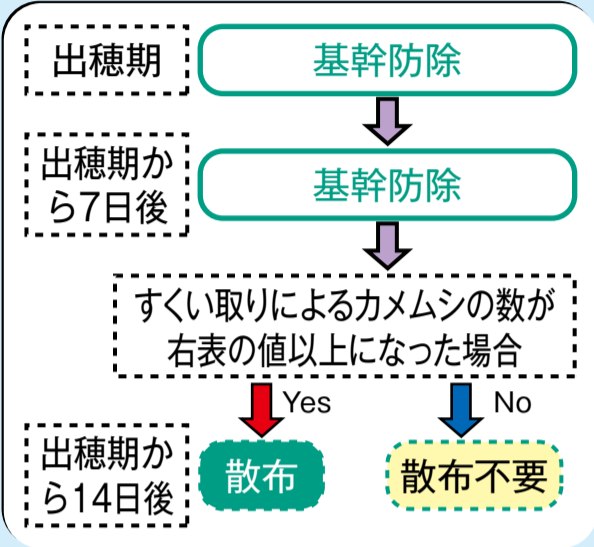 出穂期
基幹防除
出穂期か
ら7日後
基幹防除
すくい取りによるカメムシの数が
右表の値以上になった場合
Yes
No
出穂期か
ら14日後
散布
散布不要